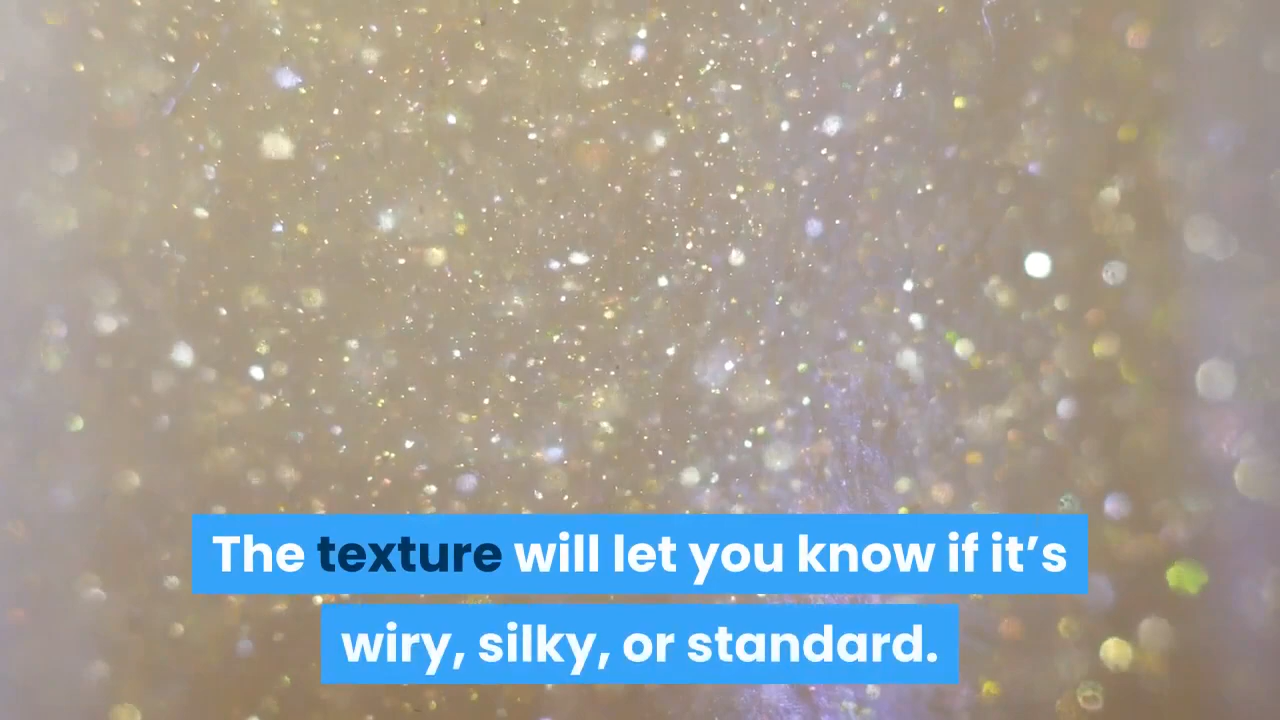 The texture will let you know if it’s
wiry, silky, or standard.